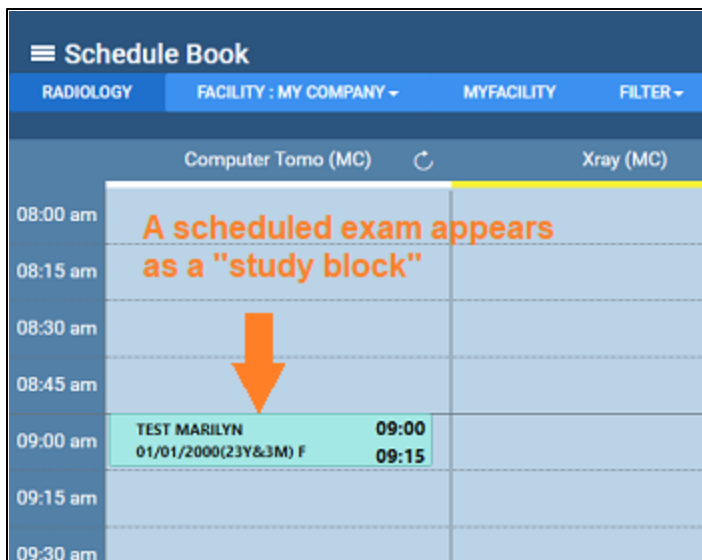 Schedule Book
RADIOLOGY FACILITY : MY COMPANY MYFACILITY FILTER
Computer Tomo (MC) Xray (MC)
08:00 am
A scheduled exam appears
as a "study block"
08:15 am
08:30 am
08:45 am
09:00 am
TEST MARILYN 09:00
01/01/2000(23Y&3M) F 09:15
09:15 am
09:30 am